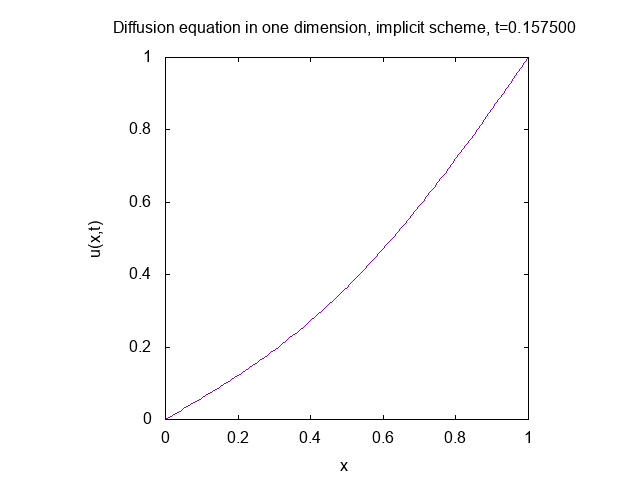 Diffusion equation in one dimension, implicit scheme, t=0.157500
1
0.8
0.6
0.4
0.2
0
u(x,t)
0 0.2 0.4 0.6 0.8 1
x